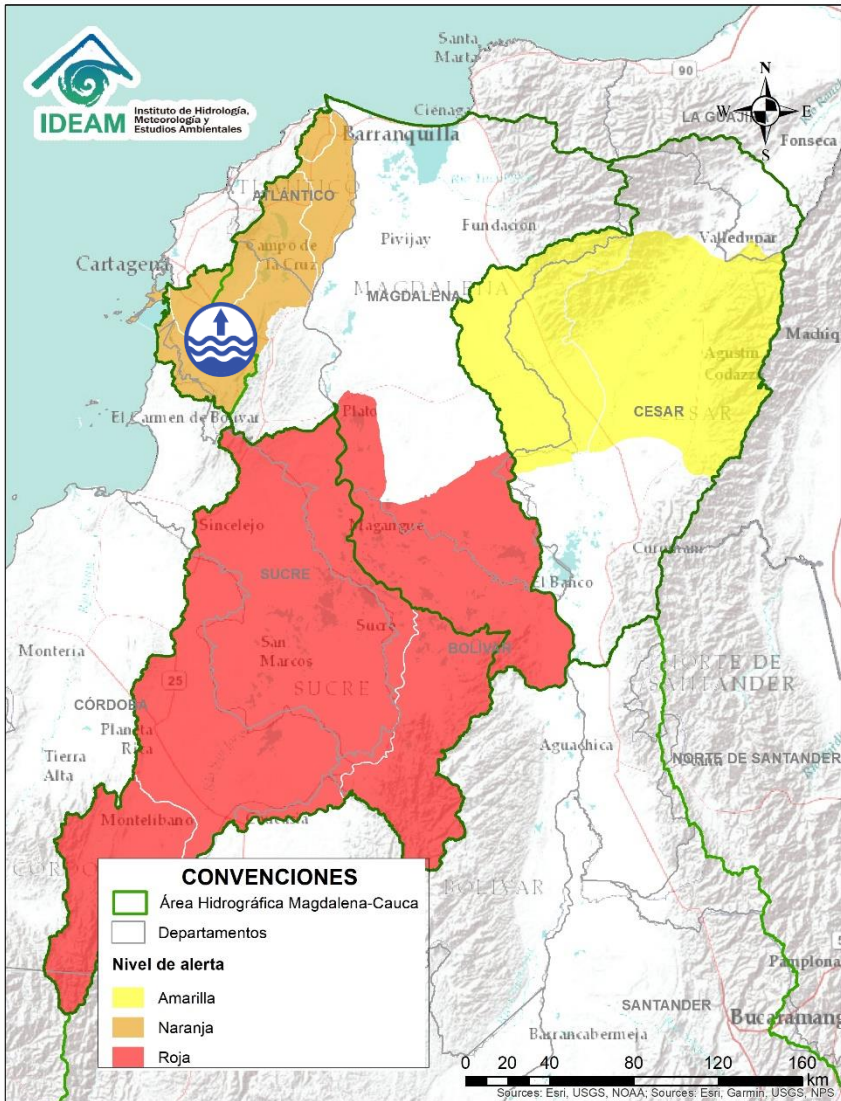 Santa
Marta
90
N
W
E
S
IDEAM
Instituto de Hidrología,
Meteorología y
Estudios Ambientales
Ciénaga
LA GUAJIRA
Fonseca
Barranquilla
ATLÁNTICO
Fundación
Pivijay
Valledupar
Cartagena
Campo de
la Cruz
MAGDALENA
MAGDALENA
Agustín
Codazzi
El Carmen de Bolívar
Plato
CESAR
CESAR
Sincelejo
Magangué
El Banco
SUCRE
Sucre
San
Marcos
BOLÍVAR
Montería
SUCRE
25
NORTE DE
SANTANDER
CÓRDOBA
Planeta
Rica
Tierra
Alta
Aguachica
NORTE DE SANTANDER
Montelíbano
CONVENCIONES
Área Hidrográfica Magdalena-Cauca
Departamentos
Nivel de alerta
Amarilla
Naranja
Roja
BOLÍVAR
Pamplona
SANTANDER
Bucaramang
Barrancabermeja
0 20 40 80 120 160
km
Sources: Esri, USGS, NOAA; Sources: Esri, Garmin, USGS, NPS